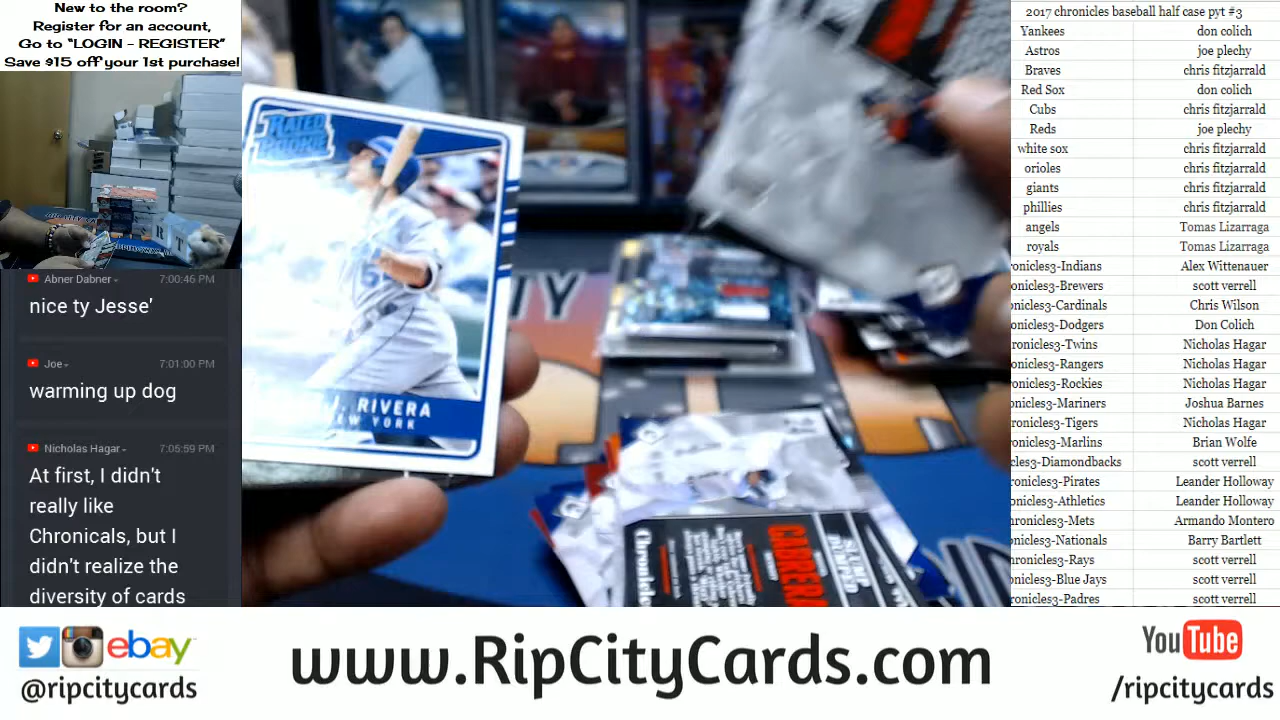 New to the room?
Register for an account,
Go to “LOGIN - REGISTER”
Save $15 off your 1st purchase!
Abner Dabner 7:00:46 PM
nice ty Jesse'
Joe 7:01:00 PM
warming up dog
Nicholas Hagar 7:05:59 PM
At first, I didn't
really like
Chronicals, but I
didn't realize the
diversity of cards
RATED
ROOKIE
RIVERA
NEW YORK
CABRERA
Chronicle
2017 chronicles baseball half case pyt #3
Yankees don colich
Astros joe plechy
Braves chris fitzjarrald
Red Sox don colich
Cubs chris fitzjarrald
Reds joe plechy
white sox chris fitzjarrald
orioles chris fitzjarrald
giants chris fitzjarrald
phillies chris fitzjarrald
angels Tomas Lizarraga
royals Tomas Lizarraga
ronicles3-Indians Alex Wittenauer
onicles3-Brewers scott verrell
onicles3-Cardinals Chris Wilson
onicles3-Dodgers Don Colich
hronicles3-Twins Nicholas Hagar
onicles3-Rangers Nicholas Hagar
onicles3-Rockies Nicholas Hagar
onicles3-Mariners Joshua Barnes
hronicles3-Tigers Nicholas Hagar
onicles3-Marlins Brian Wolfe
cles3-Diamondbacks scott verrell
ronicles3-Pirates Leander Holloway
onicles3-Athletics Leander Holloway
hronicles3-Mets Armando Montero
onicles3-Nationals Barry Bartlett
hronicles3-Rays scott verrell
onicles3-Blue Jays scott verrell
ronicles3-Padres scott verrell
ebay
@ripcitycards
www.RipCityCards.com
YouTube
/ripcitycards